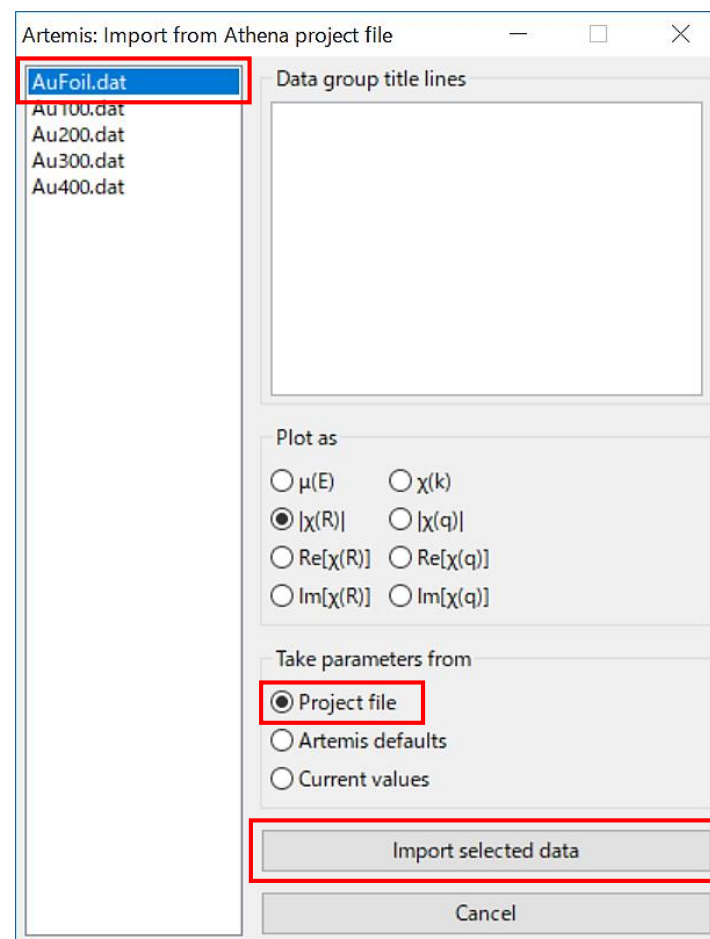 Artemis: Import from Athena project file
AuFoil.dat
Au100.dat
Au200.dat
Au300.dat
Au400.dat
Data group title lines
Plot as
μ(E) χ(k)
|χ(R)| |χ(q)|
Re[χ(R)] Re[χ(q)]
Im[χ(R)] Im[χ(q)]
Take parameters from
Project file
Artemis defaults
Current values
Import selected data
Cancel